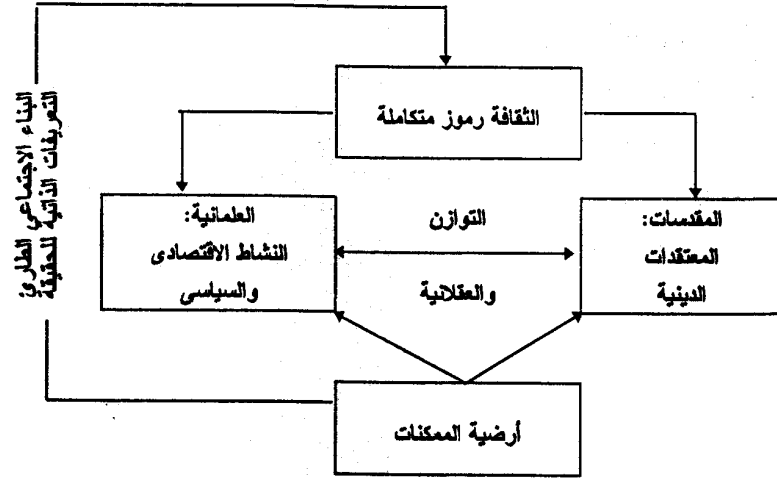 الثقافة رموز متكاملة
المقدسات:
المعتقدات
الدينية
التوازن
والعقلانية
العلمانية:
النشاط الاقتصادى
والسياسى
أرضية الممكنات
البناء الاجتماعي الطارئ
التعريفات الذاتية للحقيقة